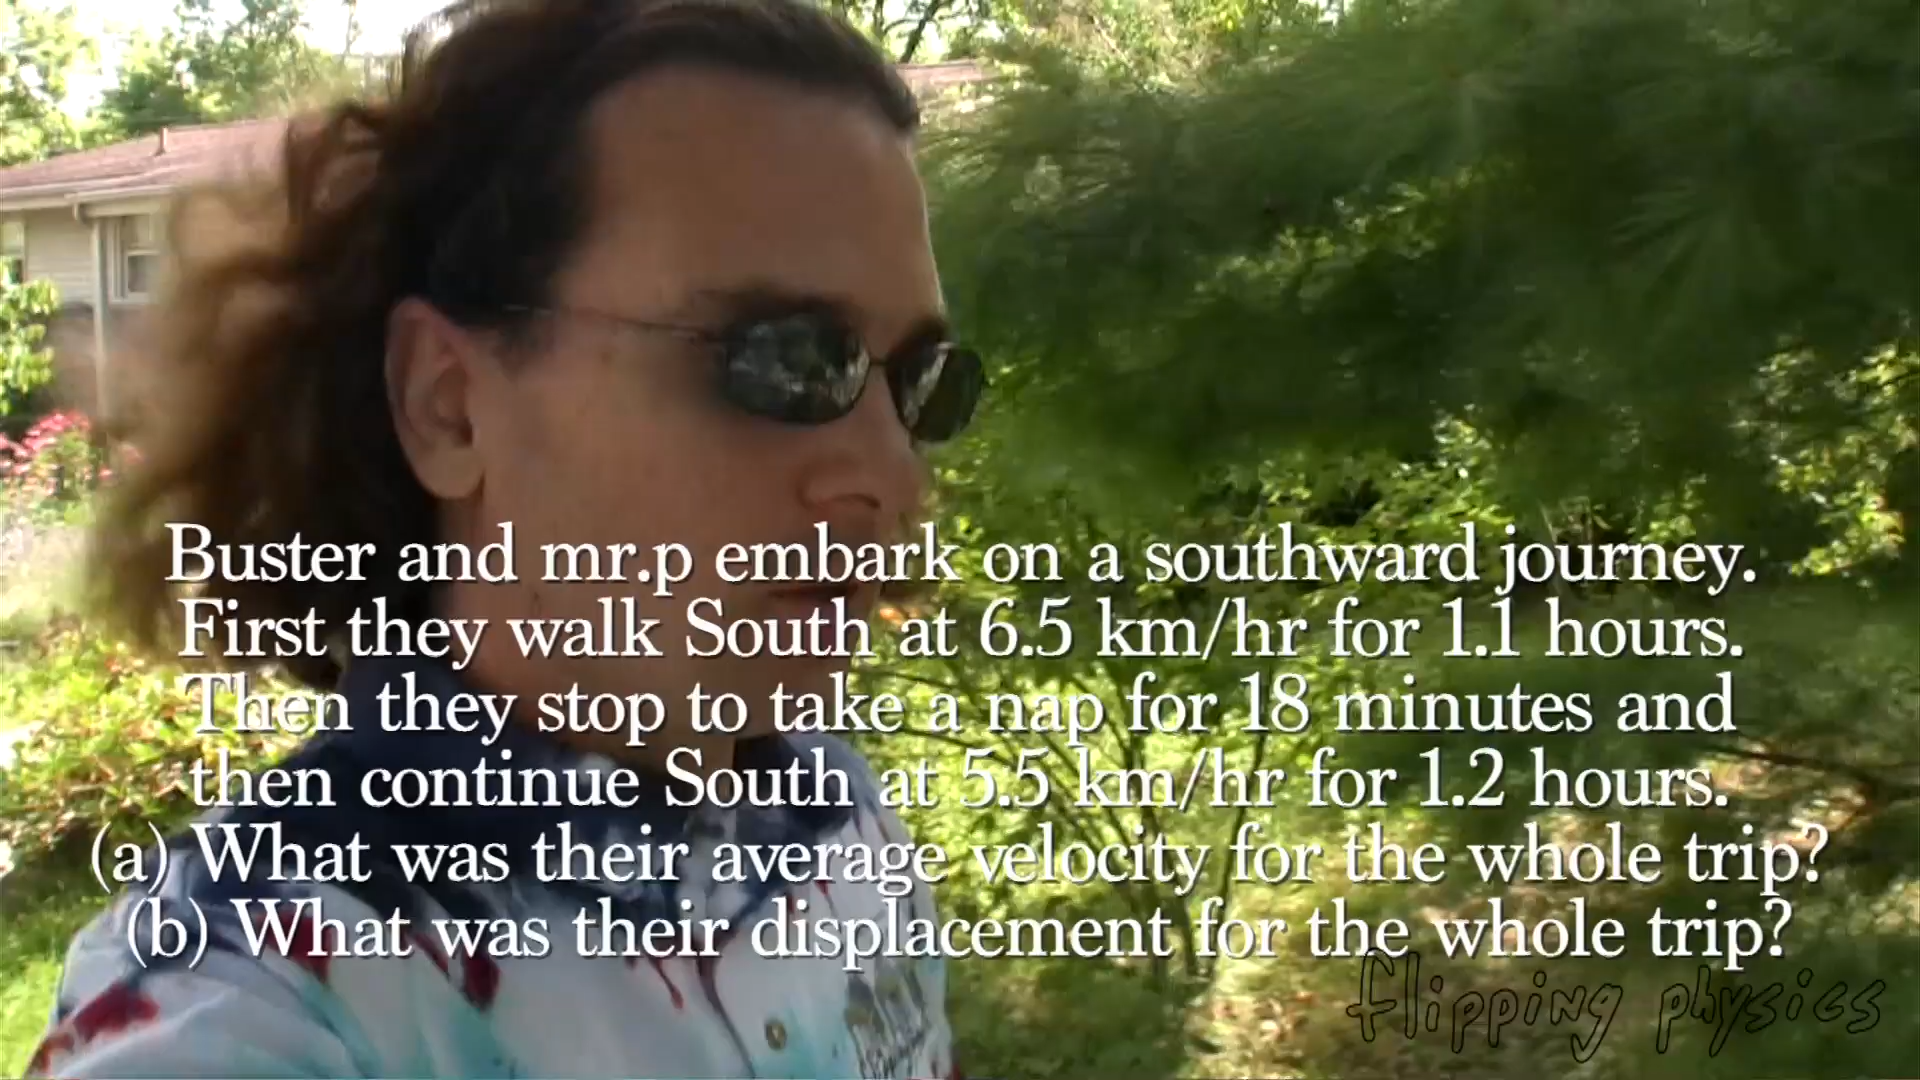 Buster and mr.p embark on a southward journey.
First they walk South at 6.5 km/hr for 1.1 hours.
Then they stop to take a nap for 18 minutes and
then continue South at 5.5 km/hr for 1.2 hours.
(a) What was their average velocity for the whole trip?
(b) What was their displacement for the whole trip?
flipping physics